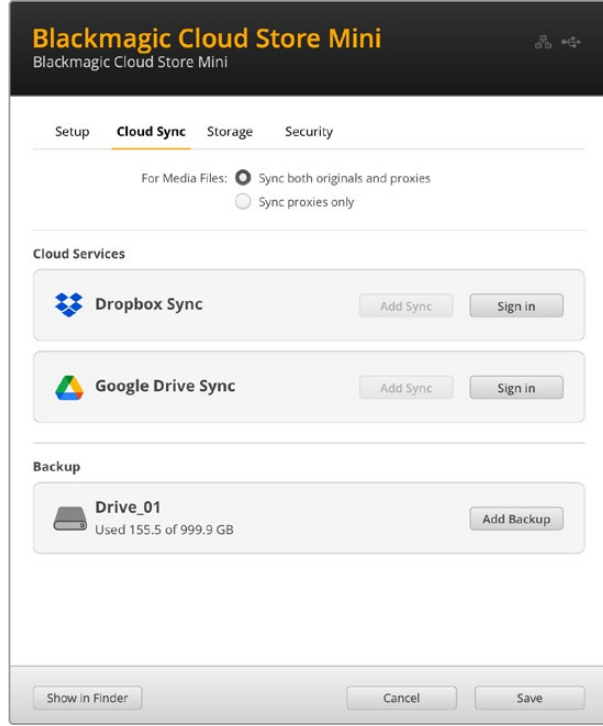 Blackmagic Cloud Store Mini
Blackmagic Cloud Store Mini
Setup Cloud Sync Storage Security
For Media Files: Sync both originals and proxies
Sync proxies only
Cloud Services
Dropbox Sync Add Sync Sign in
Google Drive Sync Add Sync Sign in
Backup
Drive_01
Used 155.5 of 999.9 GB Add Backup
Show in Finder Cancel Save